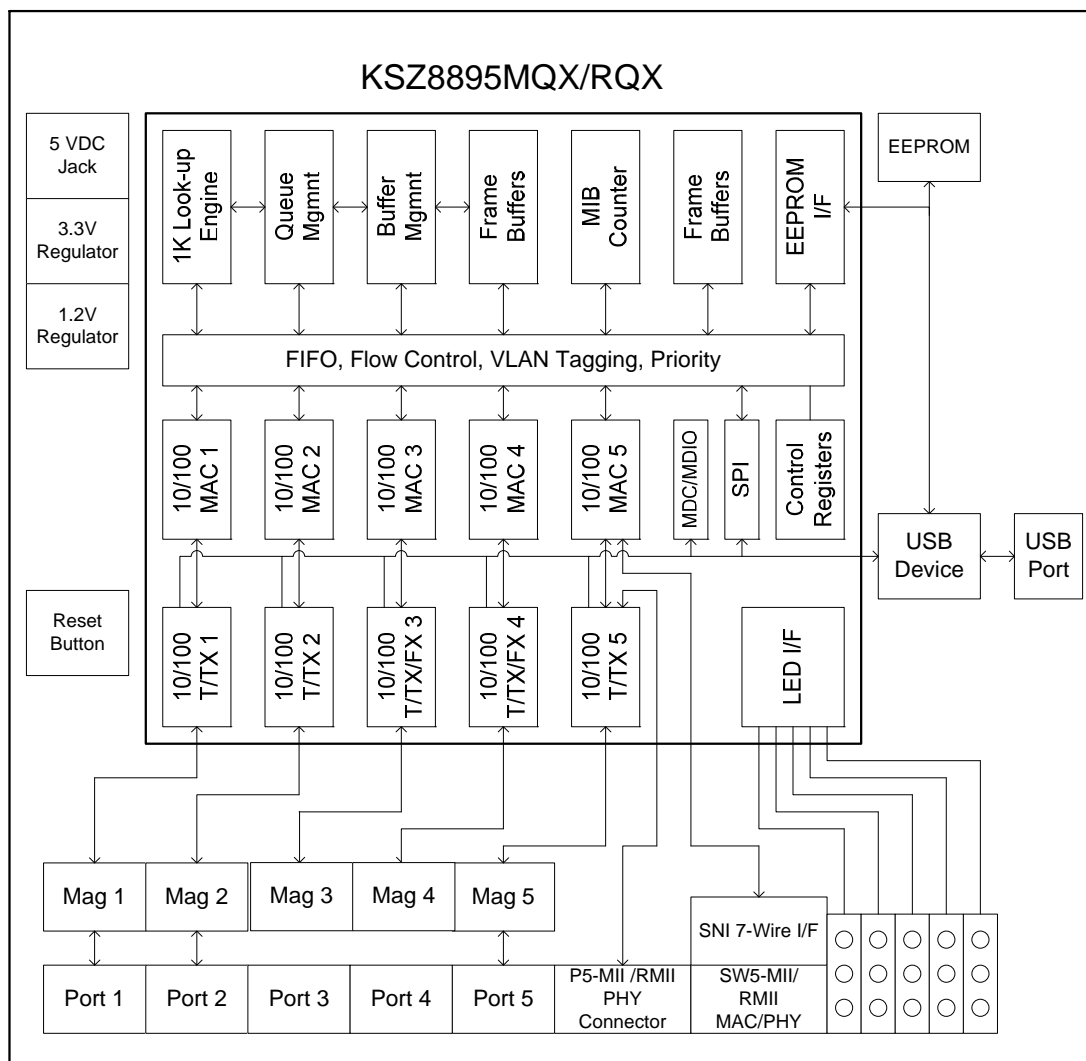 KSZ8895MQX/RQX
5 VDC
Jack
3.3V
Regulator
1.2V
Regulator
1K Look-up
Engine
Queue
Mgmnt
Buffer
Mgmnt
Frame
Buffers
MIB
Counter
Frame
Buffers
EEPROM
I/F
EEPROM
FIFO, Flow Control, VLAN Tagging, Priority
10/100
MAC 1
10/100
MAC 2
10/100
MAC 3
10/100
MAC 4
10/100
MAC 5
MDC/MDIO
SPI
Control
Registers
USB
Device
USB
Port
Reset
Button
10/100
T/TX 1
10/100
T/TX 2
10/100
T/TX/FX 3
10/100
T/TX/FX 4
10/100
T/TX 5
LED I/F
Mag 1
Mag 2
Mag 3
Mag 4
Mag 5
SNI 7-Wire I/F
Port 1
Port 2
Port 3
Port 4
Port 5
P5-MII /RMII
PHY
Connector
SW5-MII/
RMII
MAC/PHY